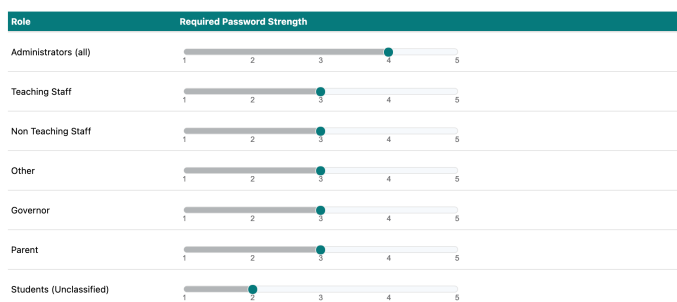 Role Required Password Strength
Administrators (all)
1 2 3 4 5
Teaching Staff
1 2 3 4 5
Non Teaching Staff
1 2 3 4 5
Other
1 2 3 4 5
Governor
1 2 3 4 5
Parent
1 2 3 4 5
Students (Unclassified)
1 2 3 4 5